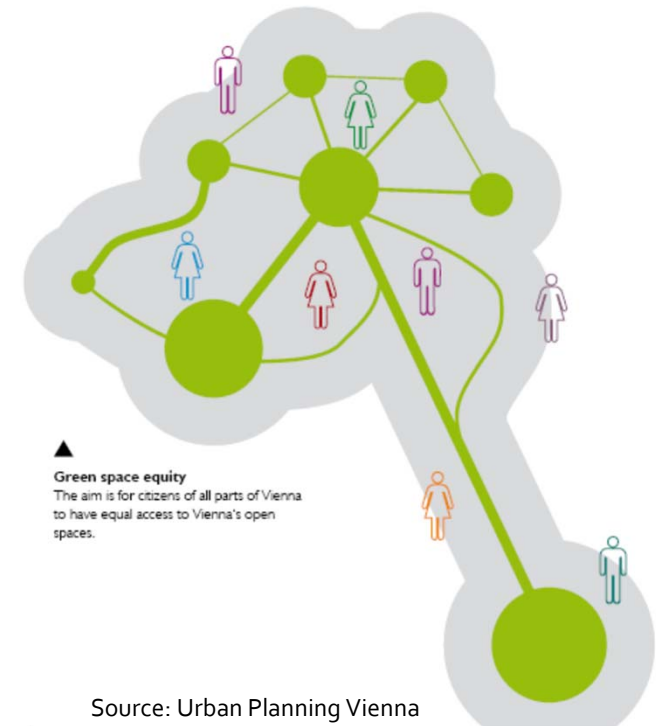 Green space equity
The aim is for citizens of all parts of Vienna
to have equal access to Vienna's open
spaces.
Source: Urban Planning Vienna